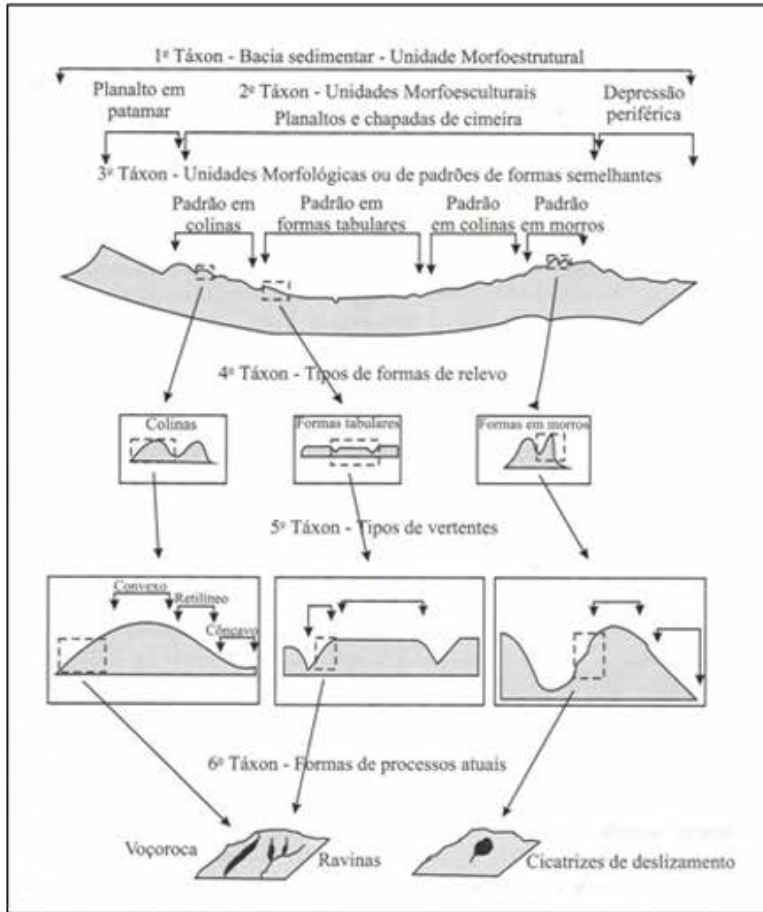 1º Táxon - Bacia sedimentar - Unidade Morfoestrutural
Planalto em patamar
2º Táxon - Unidades Morfoesculturais
Planaltos e chapadas de cimeira
Depressão periférica
3º Táxon - Unidades Morfológicas ou de padrões de formas semelhantes
Padrão em colinas
Padrão em formas tabulares
Padrão em colinas
Padrão em morros
4º Táxon - Tipos de formas de relevo
Colinas
Formas tabulares
Formas em morros
5º Táxon - Tipos de vertentes
Convexo
Retilíneo
Côncavo
6º Táxon - Formas de processos atuais
Voçoroca
Ravinas
Cicatrizes de deslizamento